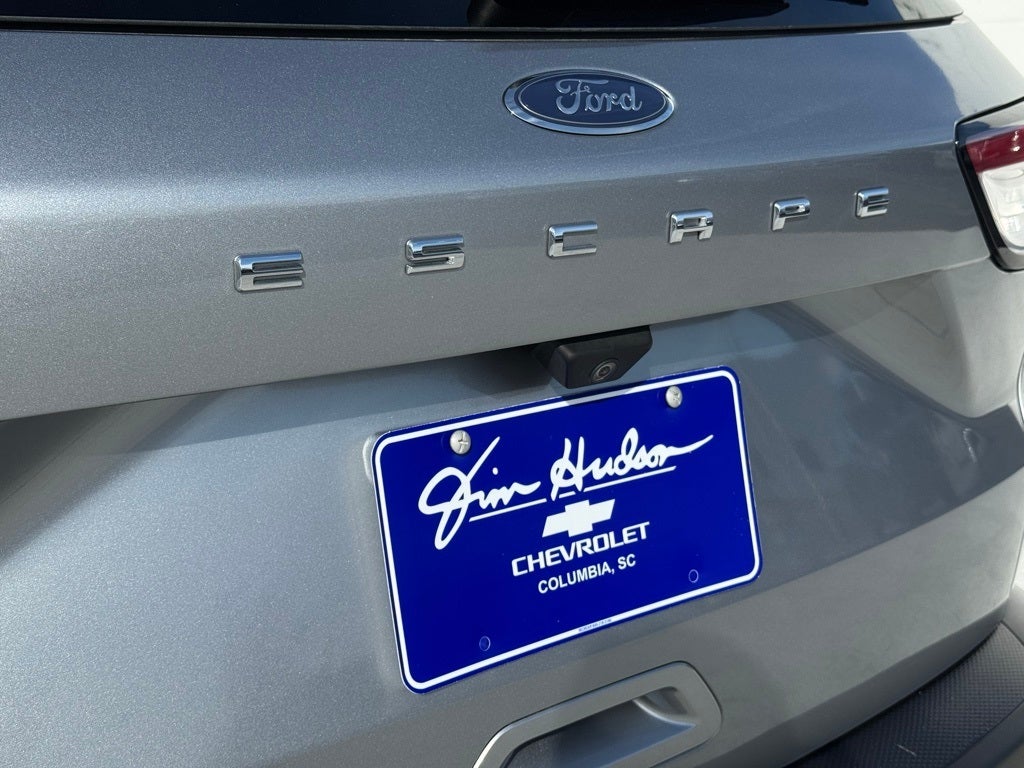 Ford
ESCAPE
Jim Hudson
CHEVROLET
COLUMBIA, SC